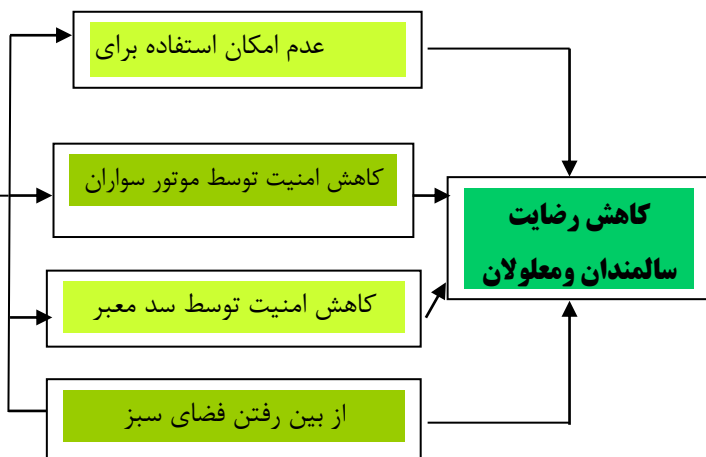 عدم امکان استفاده برای
کاهش امنیت توسط موتور سواران
کاهش امنیت توسط سد معبر
از بین رفتن فضای سبز
کاهش رضایت
سالمندان ومعلولان